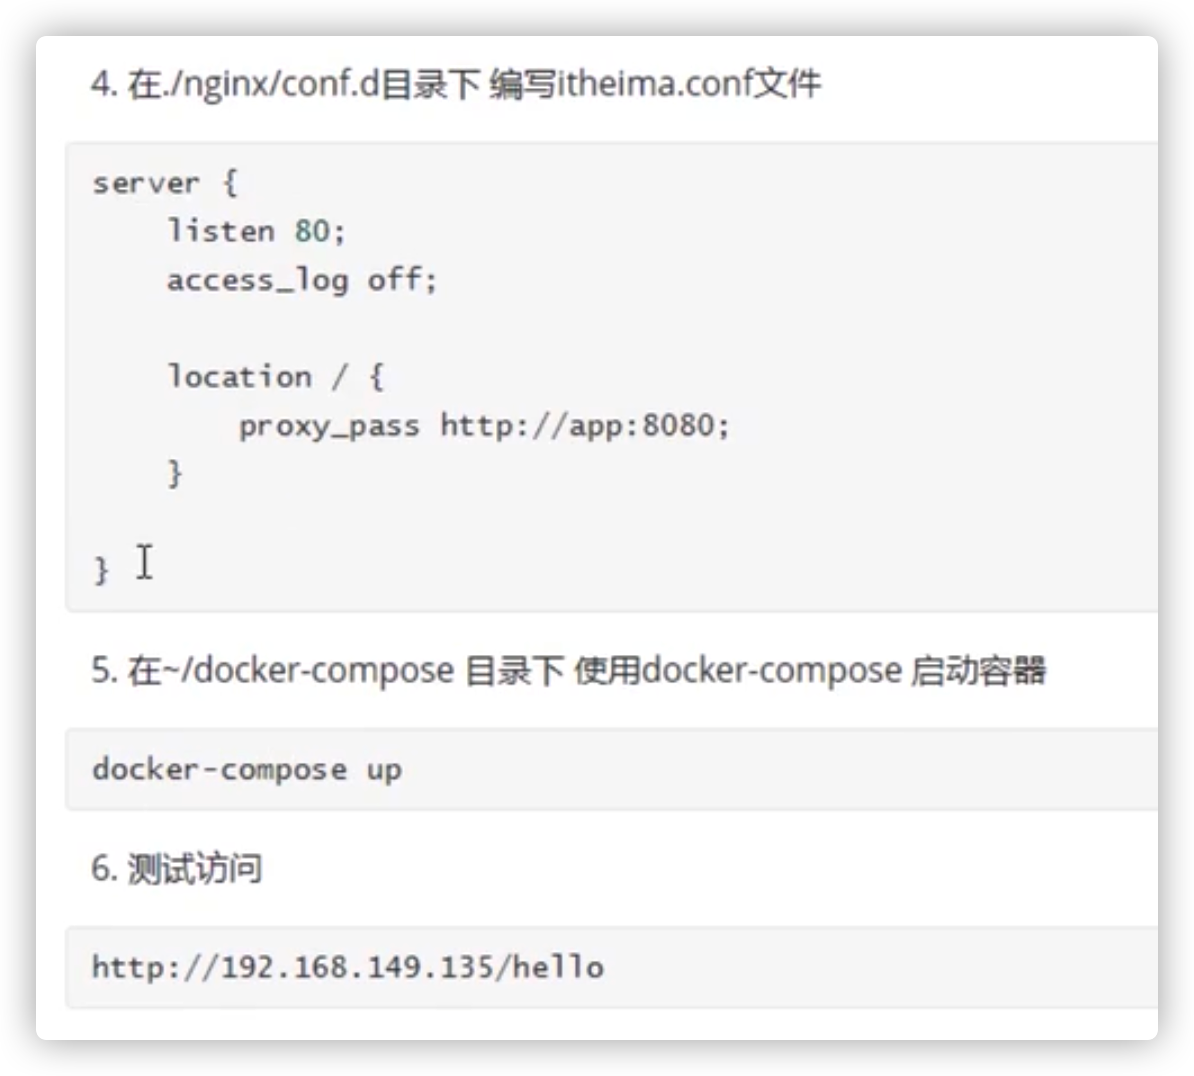 4. 在./nginx/conf.d目录下 编写itheima.conf文件
server {
    listen 80;
    access_log off;
    location / {
        proxy_pass http://app:8080;
    }
}
5. 在~/docker-compose 目录下 使用docker-compose 启动容器
docker-compose up
6. 测试访问
http://192.168.149.135/hello